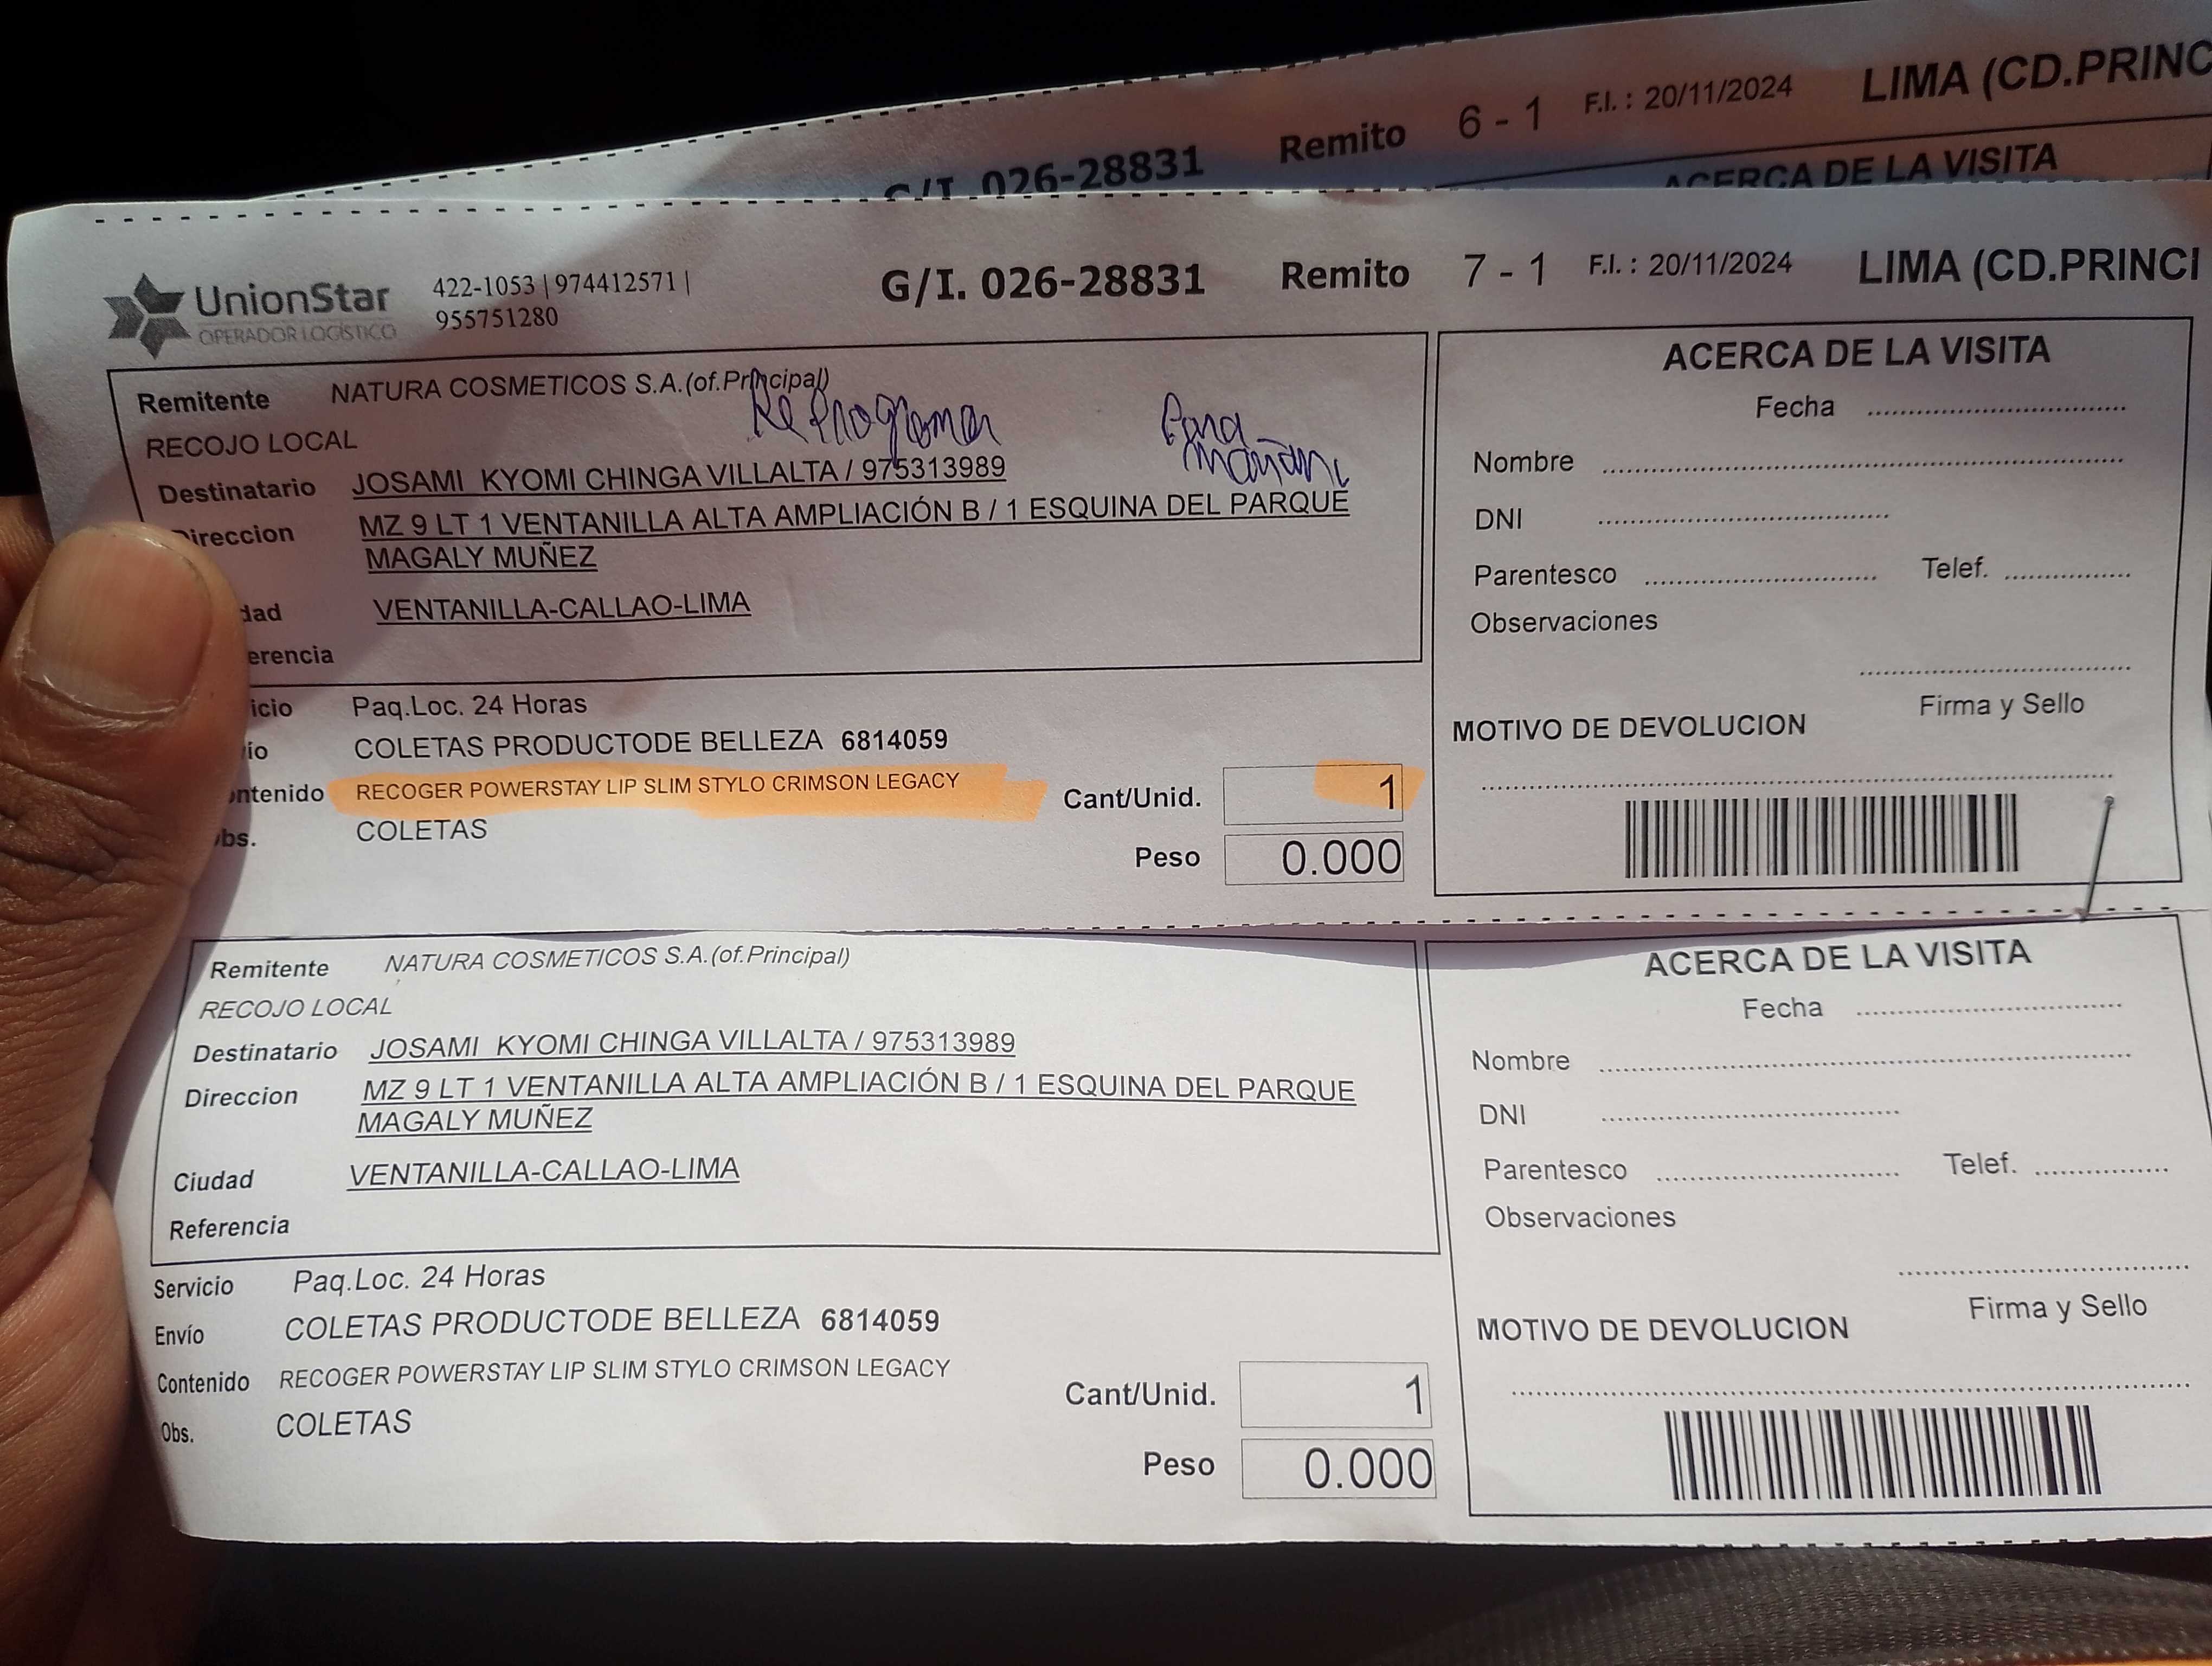 G/I. 026-28831 Remito 6 - 1 F.I. : 20/11/2024 LIMA (CD.PRINC
ACERCA DE LA VISITA
UnionStar
OPERADOR LOGÍSTICO
422-1053 | 974412571 |
955751280
G/I. 026-28831 Remito 7 - 1 F.I. : 20/11/2024 LIMA (CD.PRINCI
Remitente NATURA COSMETICOS S.A.(of.Principal)
ReProgramar Para
mañana
RECOJO LOCAL
Destinatario JOSAMI KYOMI CHINGA VILLALTA / 975313989
Direccion MZ 9 LT 1 VENTANILLA ALTA AMPLIACIÓN B / 1 ESQUINA DEL PARQUE
MAGALY MUÑEZ
dad VENTANILLA-CALLAO-LIMA
erencia
icio Paq.Loc. 24 Horas
ío COLETAS PRODUCTODE BELLEZA 6814059
ontenido RECOGER POWERSTAY LIP SLIM STYLO CRIMSON LEGACY
Obs. COLETAS
Cant/Unid. 1
Peso 0.000
ACERCA DE LA VISITA
Fecha
Nombre
DNI
Parentesco Telef.
Observaciones
Firma y Sello
MOTIVO DE DEVOLUCION
Remitente NATURA COSMETICOS S.A.(of.Principal)
RECOJO LOCAL
Destinatario JOSAMI KYOMI CHINGA VILLALTA / 975313989
Direccion MZ 9 LT 1 VENTANILLA ALTA AMPLIACIÓN B / 1 ESQUINA DEL PARQUE
MAGALY MUÑEZ
Ciudad VENTANILLA-CALLAO-LIMA
Referencia
Servicio Paq.Loc. 24 Horas
Envío COLETAS PRODUCTODE BELLEZA 6814059
Contenido RECOGER POWERSTAY LIP SLIM STYLO CRIMSON LEGACY
Obs. COLETAS
Cant/Unid. 1
Peso 0.000
ACERCA DE LA VISITA
Fecha
Nombre
DNI
Parentesco Telef.
Observaciones
Firma y Sello
MOTIVO DE DEVOLUCION